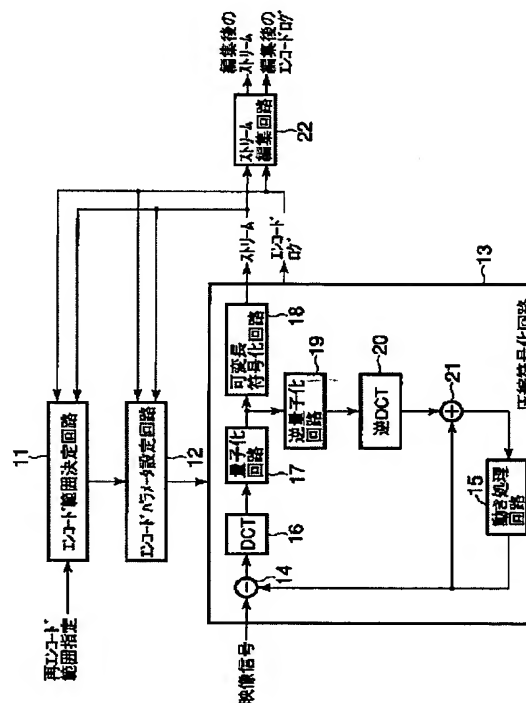 再エンコード
範囲指定
11
エンコード範囲決定回路
12
エンコードパラメータ設定回路
映像信号
14
DCT
16
量子化
回路
17
可変長
符号化回路
18
逆量子化
回路
19
逆DCT
20
21
動き処理
回路
15
圧縮符号化回路
13
ストリーム
エンコード
ログ
ストリーム
編集回路
22
編集後の
ストリーム
編集後の
エンコードログ